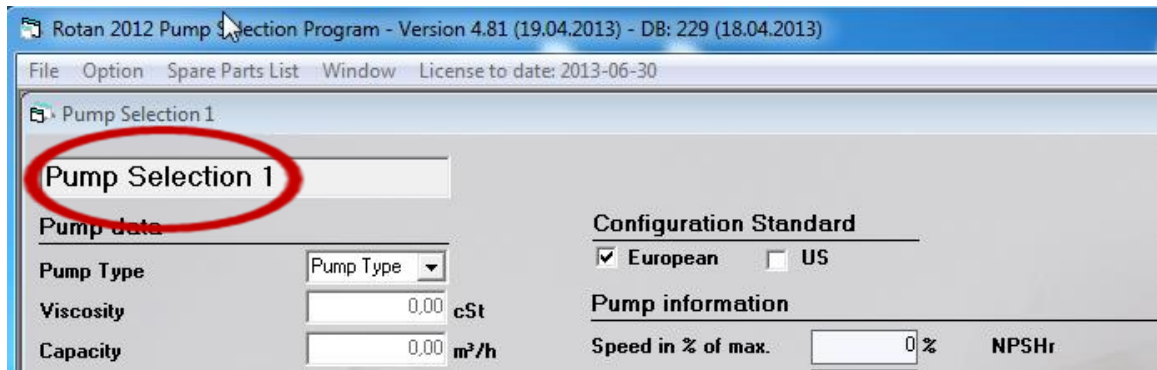 Rotan 2012 Pump Selection Program - Version 4.81 (19.04.2013) - DB: 229 (18.04.2013)
File Option Spare Parts List Window License to date: 2013-06-30
Pump Selection 1
Pump Selection 1
Pump data
Configuration Standard
European US
Pump Type Pump Type
Viscosity 0,00 cSt
Pump information
Capacity 0,00 m³/h
Speed in % of max. 0 % NPSHr